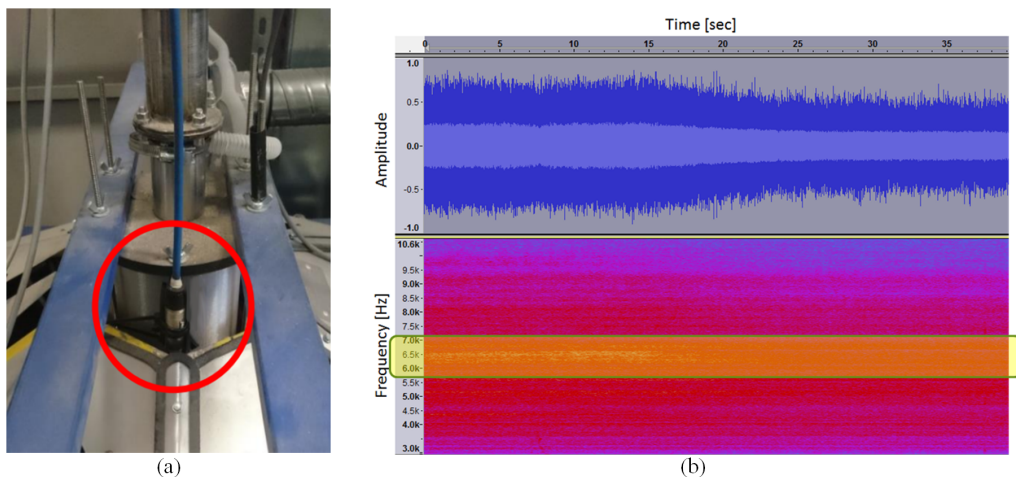 Time [sec]
0 5 10 15 20 25 30 35
Amplitude
1.0
0.5
0.0
-0.5
-1.0
Frequency [Hz]
10.6k
9.5k
9.0k
8.5k
8.0k
7.5k
7.0k
6.5k
6.0k
5.5k
5.0k
4.5k
4.0k
3.0k
(a) (b)